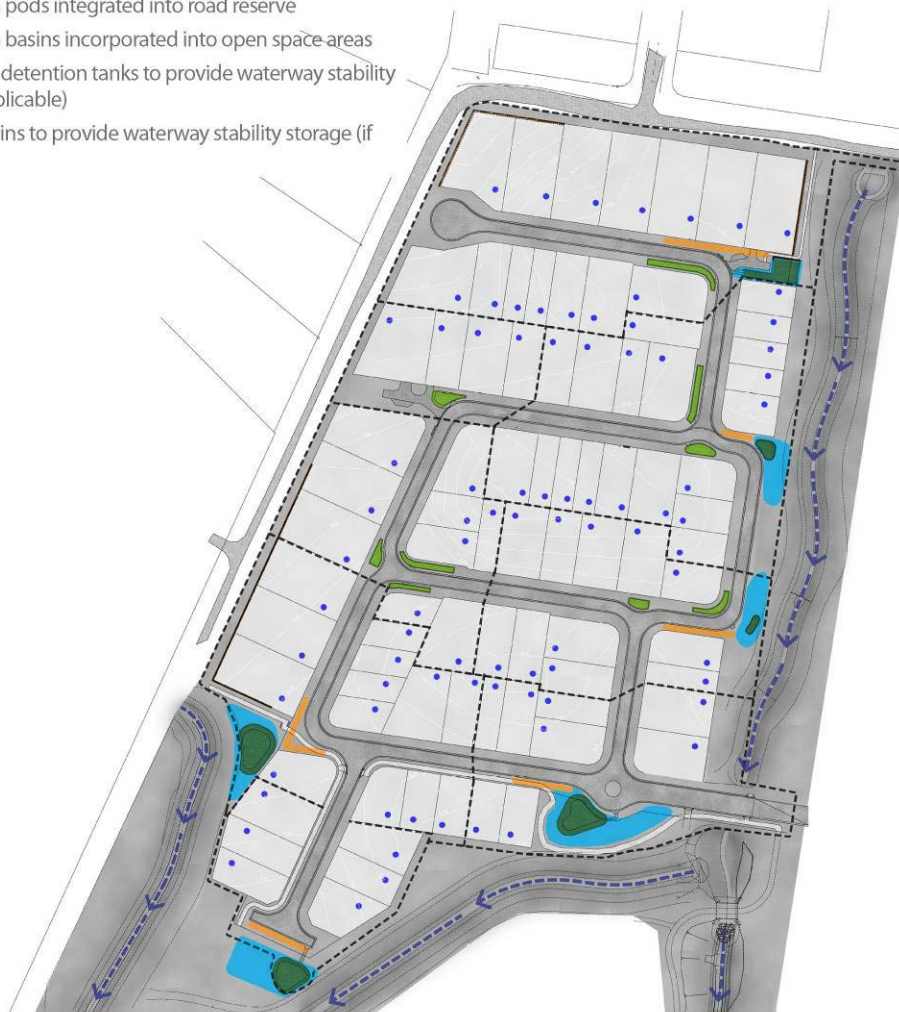 pods integrated into road reserve
basins incorporated into open space areas
detention tanks to provide waterway stability
plicable)
ins to provide waterway stability storage (if